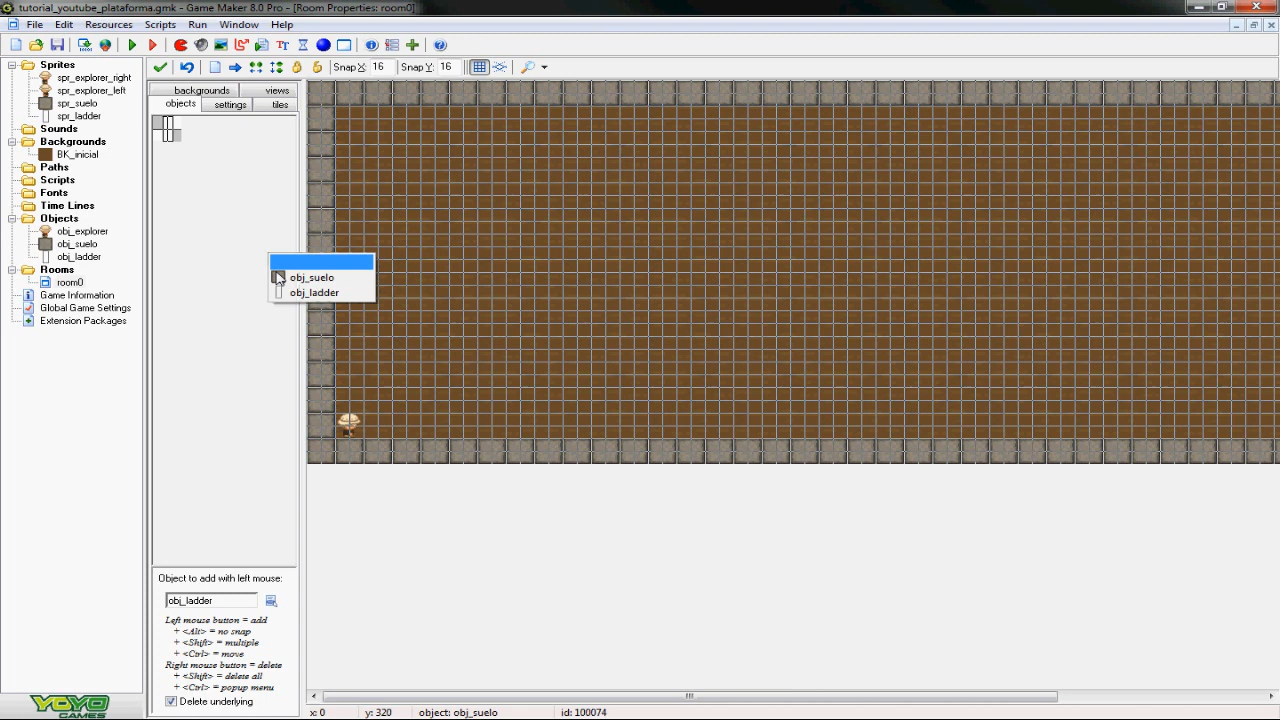 tutorial_youtube_plataforma.gmk - Game Maker 8.0 Pro - [Room Properties: room0]
File Edit Resources Scripts Run Window Help
Snap X: 16 Snap Y: 16
Sprites
spr_explorer_right
spr_explorer_left
spr_suelo
spr_ladder
Sounds
Backgrounds
BK_inicial
Paths
Scripts
Fonts
Time Lines
Objects
obj_explorer
obj_suelo
obj_ladder
Rooms
room0
Game Information
Global Game Settings
Extension Packages
YOYO
GAMES
backgrounds views
objects settings tiles
obj_suelo
obj_ladder
Object to add with left mouse:
obj_ladder
Left mouse button = add
+ <Alt> = no snap
+ <Shift> = multiple
+ <Ctrl> = move
Right mouse button = delete
+ <Shift> = delete all
+ <Ctrl> = popup menu
Delete underlying
x: 0 y: 320 object: obj_suelo id: 100074